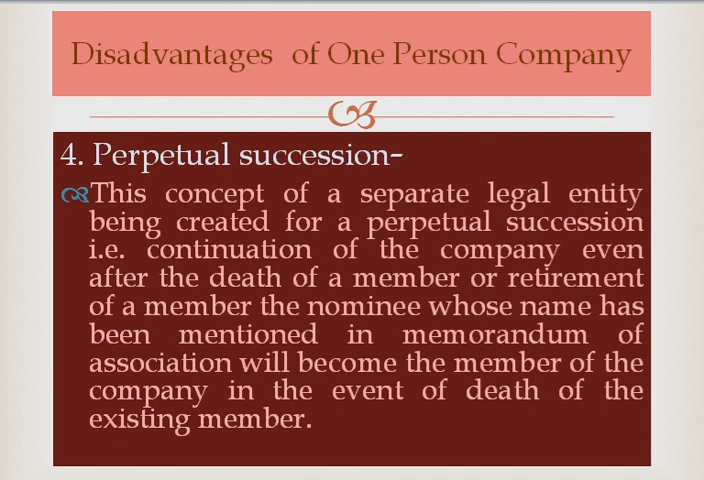 Disadvantages of One Person Company
4. Perpetual succession-
This concept of a separate legal entity
being created for a perpetual succession
i.e. continuation of the company even
after the death of a member or retirement
of a member the nominee whose name has
been mentioned in memorandum of
association will become the member of the
company in the event of death of the
existing member.